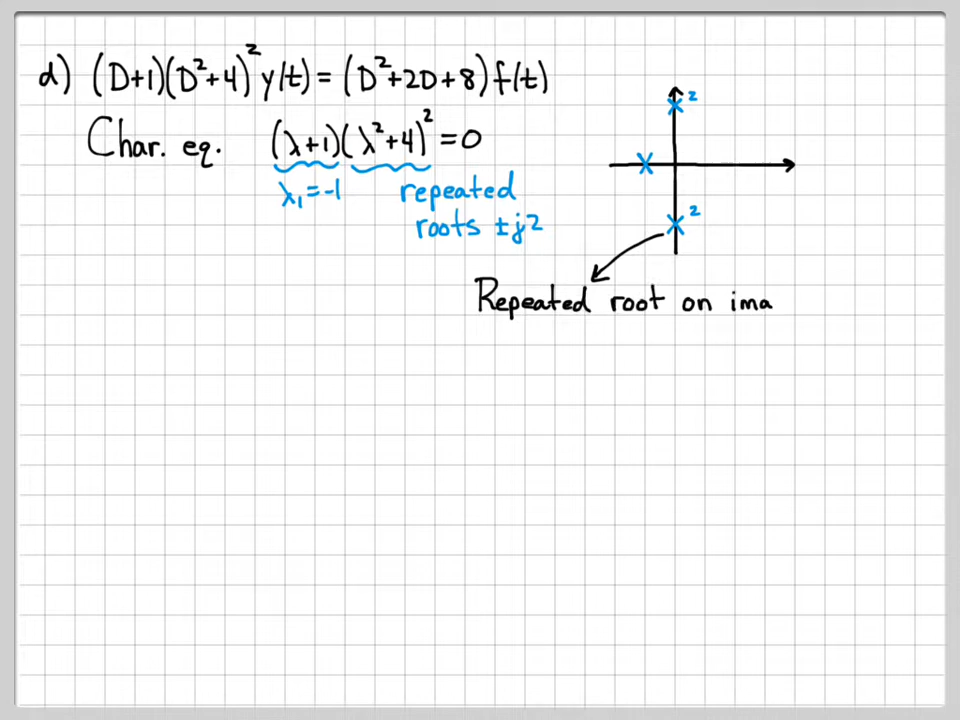 d) (D+1)(D²+4)² y(t) = (D²+2D+8) f(t)
Char. eq. (λ+1)(λ²+4)² = 0
λ₁ = -1 repeated
roots ±j2
2
2
Repeated root on ima